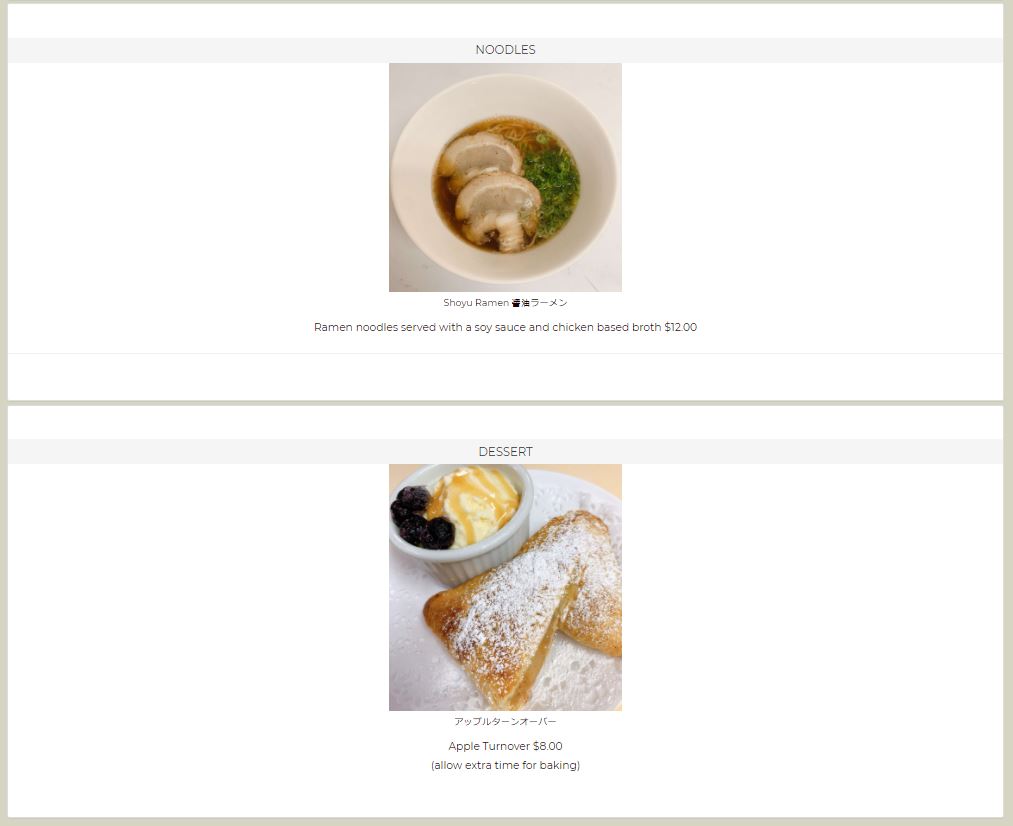 NOODLES
Shoyu Ramen 醤油ラーメン
Ramen noodles served with a soy sauce and chicken based broth $12.00
DESSERT
アップルターンオーバー
Apple Turnover $8.00
(allow extra time for baking)